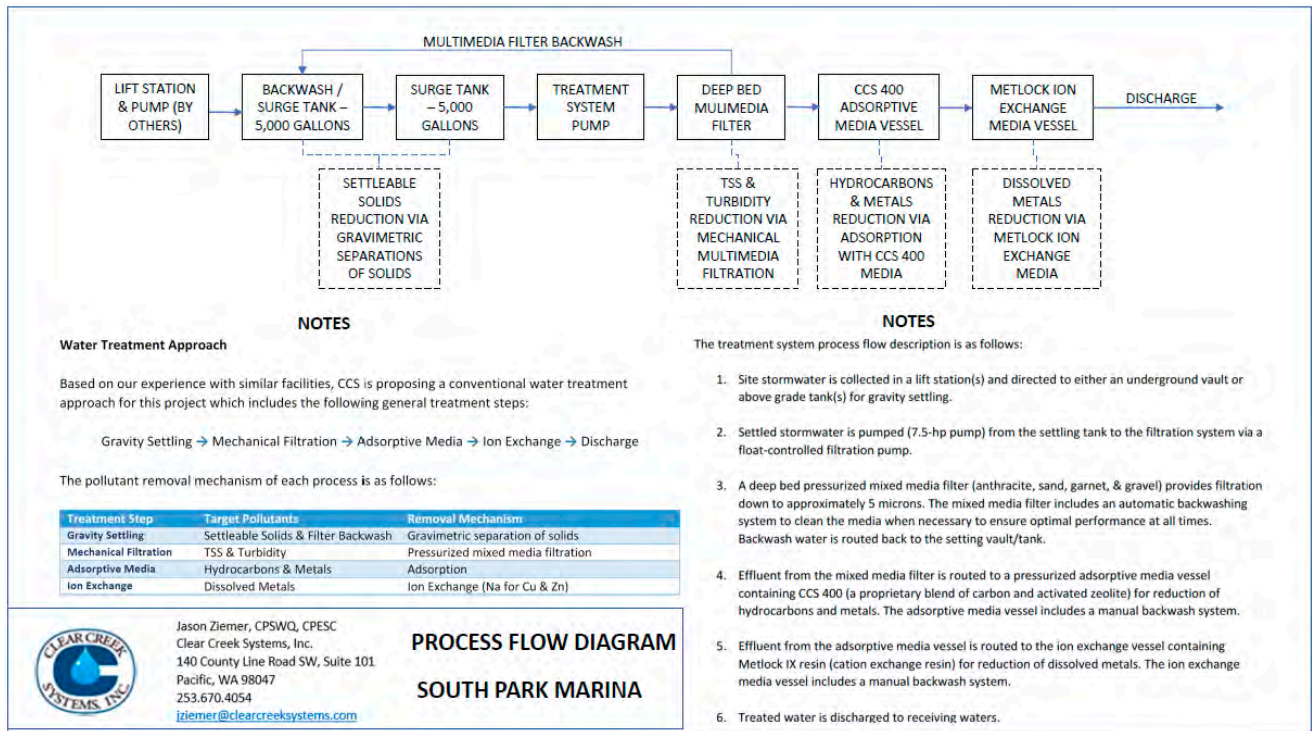 MULTIMEDIA FILTER BACKWASH
LIFT STATION
& PUMP (BY
OTHERS)
BACKWASH /
SURGE TANK –
5,000 GALLONS
SURGE TANK
– 5,000
GALLONS
TREATMENT
SYSTEM
PUMP
DEEP BED
MULIMEDIA
FILTER
CCS 400
ADSORPTIVE
MEDIA VESSEL
METLOCK ION
EXCHANGE
MEDIA VESSEL
DISCHARGE
SETTLEABLE
SOLIDS
REDUCTION VIA
GRAVIMETRIC
SEPARATIONS
OF SOLIDS
TSS &
TURBIDITY
REDUCTION VIA
MECHANICAL
MULTIMEDIA
FILTRATION
HYDROCARBONS
& METALS
REDUCTION VIA
ADSORPTION
WITH CCS 400
MEDIA
DISSOLVED
METALS
REDUCTION VIA
METLOCK ION
EXCHANGE
MEDIA
NOTES
Water Treatment Approach
Based on our experience with similar facilities, CCS is proposing a conventional water treatment
approach for this project which includes the following general treatment steps:
Gravity Settling → Mechanical Filtration → Adsorptive Media → Ion Exchange → Discharge
The pollutant removal mechanism of each process is as follows:
Treatment Step Target Pollutants Removal Mechanism
Gravity Settling Settleable Solids & Filter Backwash Gravimetric separation of solids
Mechanical Filtration TSS & Turbidity Pressurized mixed media filtration
Adsorptive Media Hydrocarbons & Metals Adsorption
Ion Exchange Dissolved Metals Ion Exchange (Na for Cu & Zn)
NOTES
The treatment system process flow description is as follows:
1. Site stormwater is collected in a lift station(s) and directed to either an underground vault or
above grade tank(s) for gravity settling.
2. Settled stormwater is pumped (7.5-hp pump) from the settling tank to the filtration system via a
float-controlled filtration pump.
3. A deep bed pressurized mixed media filter (anthracite, sand, garnet, & gravel) provides filtration
down to approximately 5 microns. The mixed media filter includes an automatic backwashing
system to clean the media when necessary to ensure optimal performance at all times.
Backwash water is routed back to the setting vault/tank.
4. Effluent from the mixed media filter is routed to a pressurized adsorptive media vessel
containing CCS 400 (a proprietary blend of carbon and activated zeolite) for reduction of
hydrocarbons and metals. The adsorptive media vessel includes a manual backwash system.
5. Effluent from the adsorptive media vessel is routed to the ion exchange vessel containing
Metlock IX resin (cation exchange resin) for reduction of dissolved metals. The ion exchange
media vessel includes a manual backwash system.
6. Treated water is discharged to receiving waters.
CLEAR CREEK
SYSTEMS, INC.
Jason Ziemer, CPSWQ, CPESC
Clear Creek Systems, Inc.
140 County Line Road SW, Suite 101
Pacific, WA 98047
253.670.4054
jziemer@clearcreeksystems.com
PROCESS FLOW DIAGRAM
SOUTH PARK MARINA